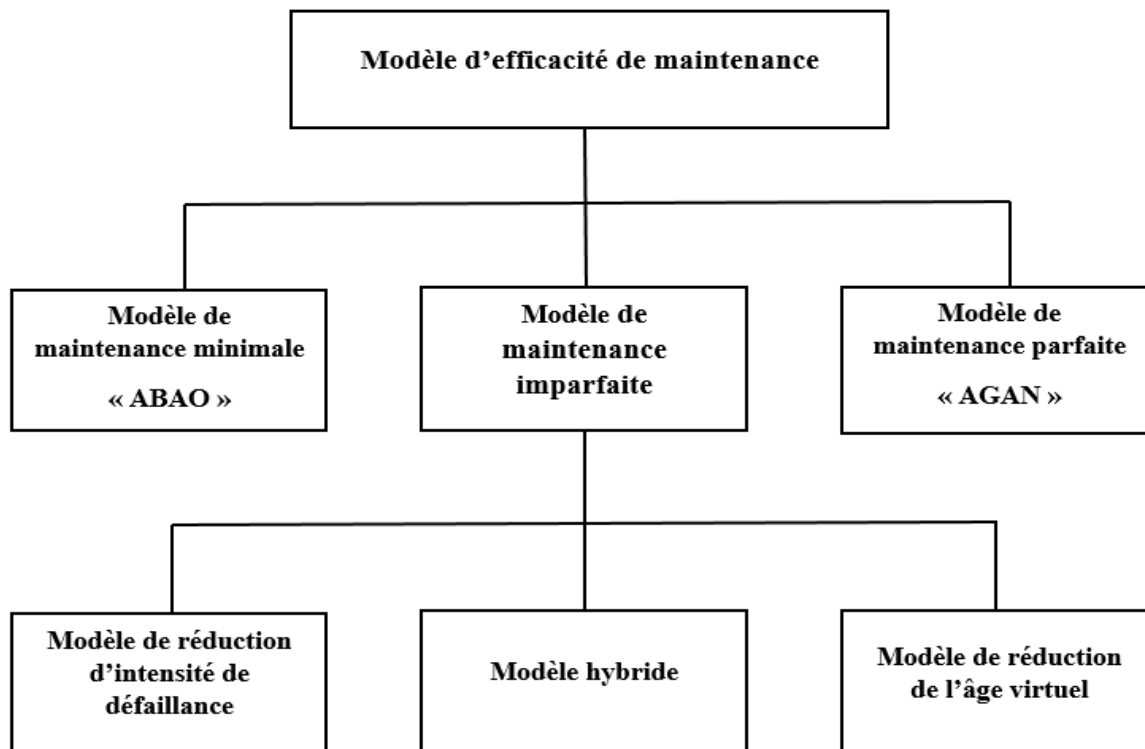 Modèle d’efficacité de maintenance
Modèle de
maintenance minimale
« ABAO »
Modèle de
maintenance
imparfaite
Modèle de
maintenance parfaite
« AGAN »
Modèle de réduction
d’intensité de
défaillance
Modèle hybride
Modèle de réduction
de l’âge virtuel